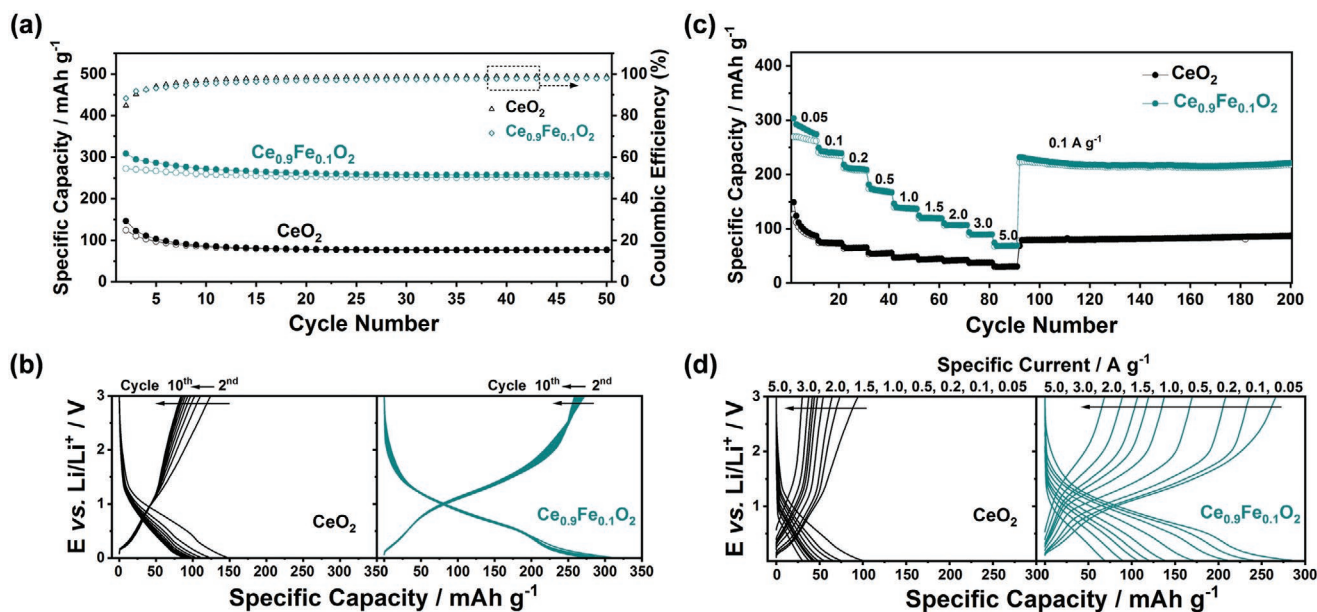 (a)
Specific Capacity / mAh g⁻¹
500
400
300
200
100
0
CeO₂
Ce₀.₉Fe₀.₁O₂
Ce₀.₉Fe₀.₁O₂
CeO₂
100
80
60
40
20
0
Coulombic Efficiency (%)
5 10 15 20 25 30 35 40 45 50
Cycle Number
(c)
Specific Capacity / mAh g⁻¹
400
300
200
100
0
CeO₂
Ce₀.₉Fe₀.₁O₂
0.05
0.1
0.2
0.5
1.0
1.5
2.0
3.0
5.0
0.1 A g⁻¹
20 40 60 80 100 120 140 160 180 200
Cycle Number
(b)
E vs. Li/Li⁺ / V
3
2
1
0
Cycle 10ᵗʰ 2ⁿᵈ
CeO₂
Cycle 10ᵗʰ 2ⁿᵈ
Ce₀.₉Fe₀.₁O₂
0 50 100 150 200 250 300 350
50 100 150 200 250 300 350
Specific Capacity / mAh g⁻¹
(d)
Specific Current / A g⁻¹
5.0, 3.0, 2.0, 1.5, 1.0, 0.5, 0.2, 0.1, 0.05
5.0, 3.0, 2.0, 1.5, 1.0, 0.5, 0.2, 0.1, 0.05
E vs. Li/Li⁺ / V
3
2
1
0
CeO₂
Ce₀.₉Fe₀.₁O₂
0 50 100 150 200 250 300
50 100 150 200 250 300
Specific Capacity / mAh g⁻¹